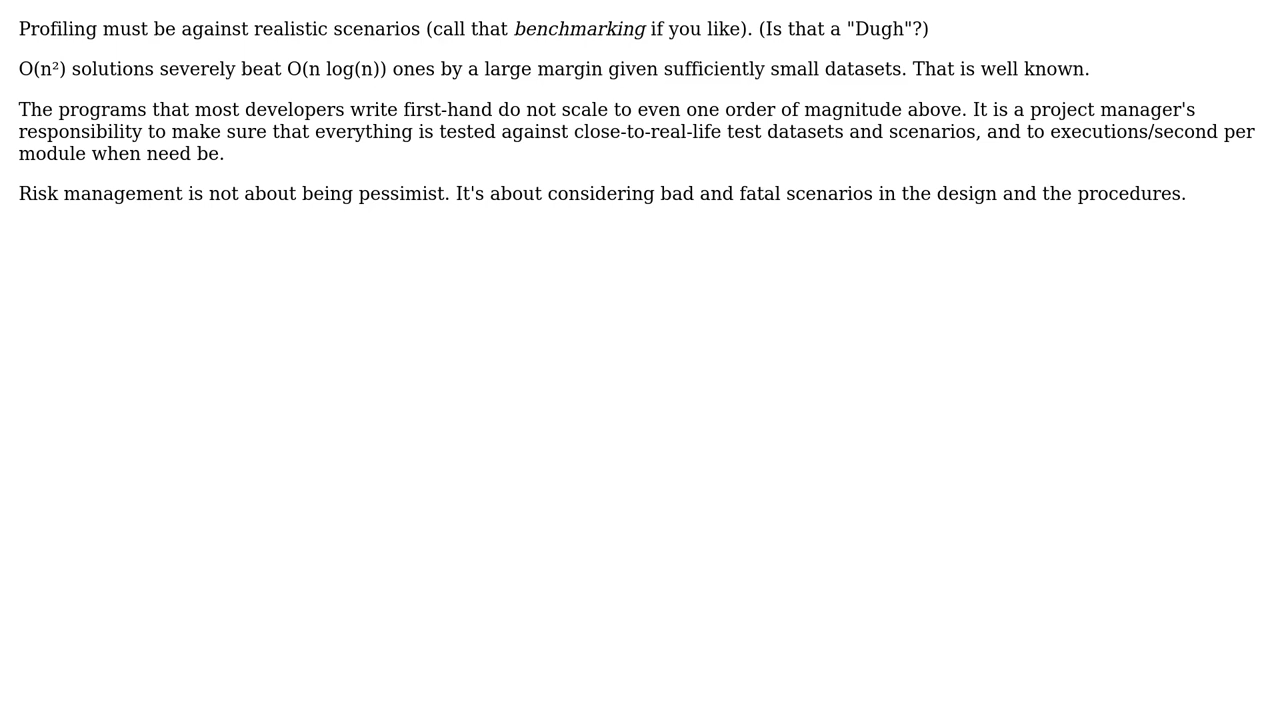 Profiling must be against realistic scenarios (call that benchmarking if you like). (Is that a "Dugh"?)
O(n²) solutions severely beat O(n log(n)) ones by a large margin given sufficiently small datasets. That is well known.
The programs that most developers write first-hand do not scale to even one order of magnitude above. It is a project manager's
responsibility to make sure that everything is tested against close-to-real-life test datasets and scenarios, and to executions/second per
module when need be.
Risk management is not about being pessimist. It's about considering bad and fatal scenarios in the design and the procedures.